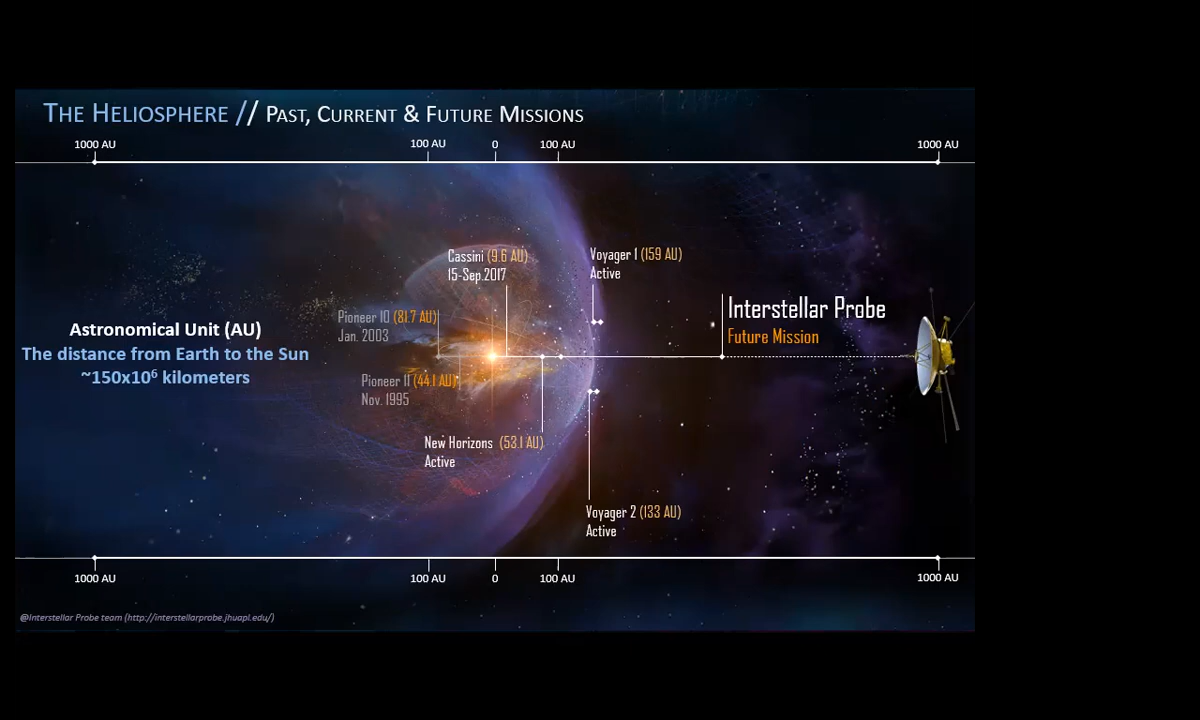 The Heliosphere // Past, Current & Future Missions
1000 AU 100 AU 0 100 AU 1000 AU
Cassini (9.6 AU)
15-Sep.2017
Voyager 1 (159 AU)
Active
Pioneer 10 (81.7 AU)
Jan. 2003
Interstellar Probe
Future Mission
Astronomical Unit (AU)
The distance from Earth to the Sun
~150x10⁶ kilometers
Pioneer 11 (44.1 AU)
Nov. 1995
New Horizons (53.1 AU)
Active
Voyager 2 (133 AU)
Active
1000 AU 100 AU 0 100 AU 1000 AU
@Interstellar Probe team (http://interstellarprobe.jhuapl.edu/)